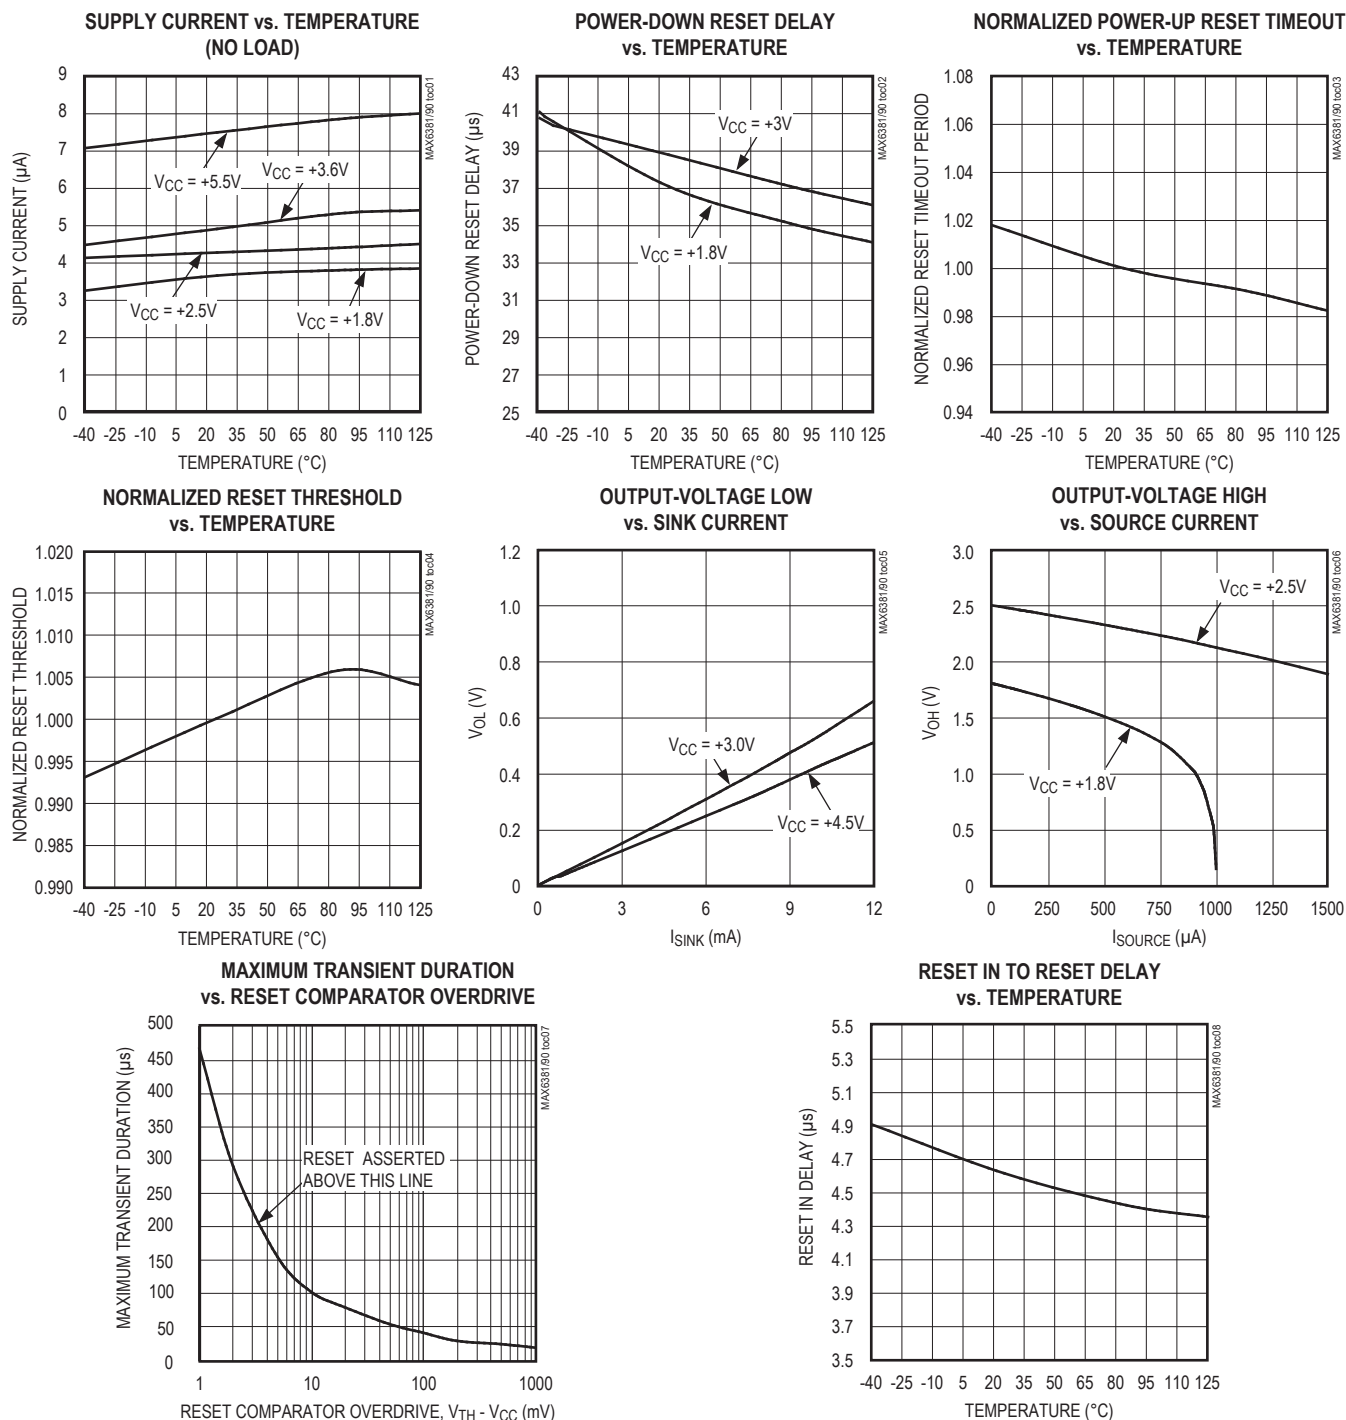 SUPPLY CURRENT vs. TEMPERATURE
(NO LOAD)
SUPPLY CURRENT (µA)
9
8
7
6
5
4
3
2
1
0
VCC = +5.5V
VCC = +3.6V
VCC = +2.5V
VCC = +1.8V
MAX6381/90 toc01
-40 -25 -10 5 20 35 50 65 80 95 110 125
TEMPERATURE (°C)
POWER-DOWN RESET DELAY
vs. TEMPERATURE
POWER-DOWN RESET DELAY (µs)
43
41
39
37
35
33
31
29
27
25
VCC = +3V
VCC = +1.8V
MAX6381/90 toc02
-40 -25 -10 5 20 35 50 65 80 95 110 125
TEMPERATURE (°C)
NORMALIZED POWER-UP RESET TIMEOUT
vs. TEMPERATURE
NORMALIZED RESET TIMEOUT PERIOD
1.08
1.06
1.04
1.02
1.00
0.98
0.96
0.94
MAX6381/90 toc03
-40 -25 -10 5 20 35 50 65 80 95 110 125
TEMPERATURE (°C)
NORMALIZED RESET THRESHOLD
vs. TEMPERATURE
NORMALIZED RESET THRESHOLD
1.020
1.015
1.010
1.005
1.000
0.995
0.990
0.985
0.990
MAX6381/90 toc04
-40 -25 -10 5 20 35 50 65 80 95 110 125
TEMPERATURE (°C)
OUTPUT-VOLTAGE LOW
vs. SINK CURRENT
VOL (V)
1.2
1.0
0.8
0.6
0.4
0.2
0
VCC = +3.0V
VCC = +4.5V
MAX6381/90 toc05
0 3 6 9 12
ISINK (mA)
OUTPUT-VOLTAGE HIGH
vs. SOURCE CURRENT
VOH (V)
3.0
2.5
2.0
1.5
1.0
0.5
0
VCC = +2.5V
VCC = +1.8V
MAX6381/90 toc06
0 250 500 750 1000 1250 1500
ISOURCE (µA)
MAXIMUM TRANSIENT DURATION
vs. RESET COMPARATOR OVERDRIVE
MAXIMUM TRANSIENT DURATION (µs)
500
450
400
350
300
250
200
150
100
50
0
RESET ASSERTED
ABOVE THIS LINE
MAX6381/90 toc07
1 10 100 1000
RESET COMPARATOR OVERDRIVE, VTH - VCC (mV)
RESET IN TO RESET DELAY
vs. TEMPERATURE
RESET IN DELAY (µs)
5.5
5.3
5.1
4.9
4.7
4.5
4.3
4.1
3.9
3.7
3.5
MAX6381/90 toc08
-40 -25 -10 5 20 35 50 65 80 95 110 125
TEMPERATURE (°C)